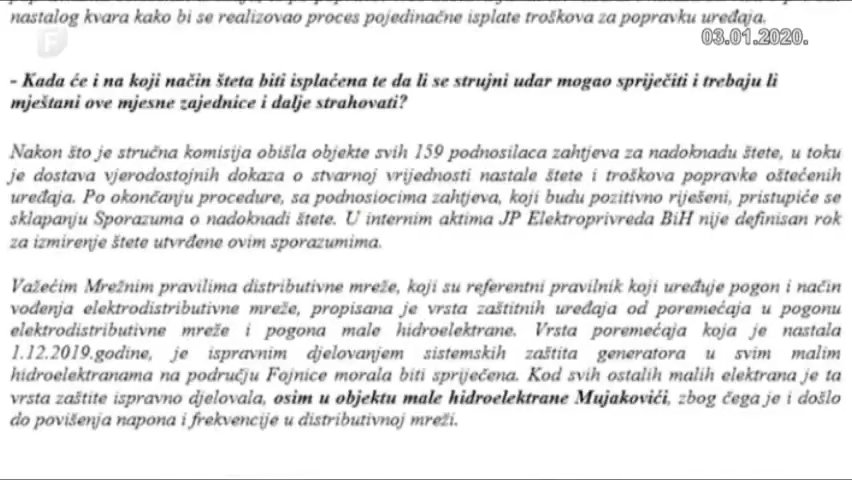 nastalog kvara kako bi se realizovao proces pojedinačne isplate troškova za popravku uređaja.
03.01.2020.
- Kada će i na koji način šteta biti isplaćena te da li se strujni udar mogao spriječiti i trebaju li
mještani ove mjesne zajednice i dalje strahovati?
Nakon što je stručna komisija obišla objekte svih 159 podnosilaca zahtjeva za nadoknadu štete, u toku
je dostava vjerodostojnih dokaza o stvarnoj vrijednosti nastale štete i troškova popravke oštećenih
uređaja. Po okončanju procedure, sa podnosiocima zahtjeva, koji budu pozitivno riješeni, pristupiće se
sklapanju Sporazuma o nadoknadi štete. U internim aktima JP Elektroprivreda BiH nije definisan rok
za izmirenje štete utvrđene ovim sporazumima.
Važećim Mrežnim pravilima distributivne mreže, koji su referentni pravilnik koji uređuje pogon i način
vođenja elektrodistributivne mreže, propisana je vrsta zaštitnih uređaja od poremećaja u pogonu
elektrodistributivne mreže i pogona male hidroelektrane. Vrsta poremećaja koja je nastala
1.12.2019.godine, je ispravnim djelovanjem sistemskih zaštita generatora u svim malim
hidroelektranama na području Fojnice morala biti spriječena. Kod svih ostalih malih elektrana je ta
vrsta zaštite ispravno djelovala, osim u objektu male hidroelektrane Mujakovići, zbog čega je i došlo
do povišenja napona i frekvencije u distributivnoj mreži.